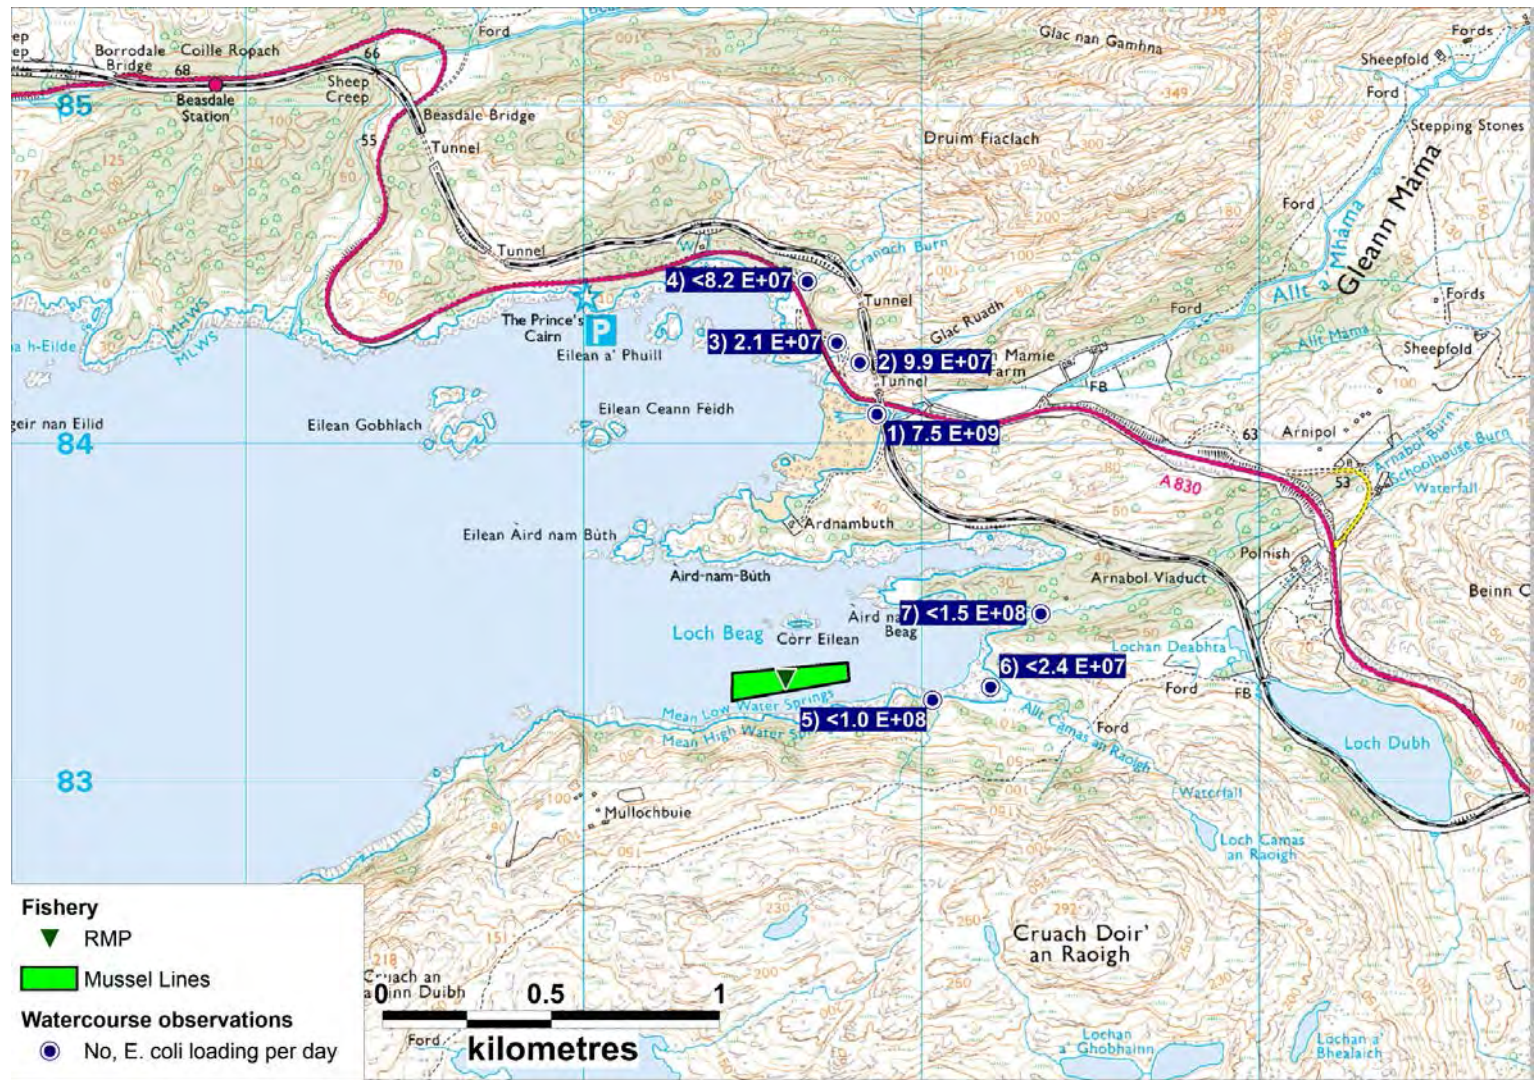 Ford
Glac nan Gamhna
Fords
Sheepfold
Borrodale
Bridge
Coille Ropach
66
68
Sheep
Creep
Beasdale
Station
85
Beasdale Bridge
Tunnel
55
349
Ford
Stepping Stones
Druim Fiaclach
Gleann Màma
Allt a' Mhama
Ford
Tunnel
Cranoch Burn
4) <8.2 E+07
Tunnel
Ford
Fords
MHWS
MLWS
The Prince's
Cairn
P
Eilean a' Phuill
Glac Ruadh
3) 2.1 E+07
2) 9.9 E+07
Mamie
Farm
Tunnel
FB
Allt Mama
Sheepfold
Eilean Gobhlach
Eilean Ceann Fèidh
84
1) 7.5 E+09
63
Arnipol
Arnabol Burn
Schoolhouse Burn
Waterfall
53
A 830
Eilean Àird nam Bùth
Ardnambuth
Àird-nam-Bùth
Arnabol Viaduct
Polnish
Beinn C
Loch Beag
Còrr Eilean
7) <1.5 E+08
Beag
Lochan Deabhta
6) <2.4 E+07
Ford
FB
Mean Low Water Springs
Mean High Water
5) <1.0 E+08
Allt Camas an Raoigh
Ford
Loch Dubh
83
Mullochbuie
Waterfall
Loch Camas
an Raoigh
Cruach Doir'
an Raoigh
292
Fishery
RMP
Mussel Lines
Watercourse observations
No, E. coli loading per day
0 0.5 1
kilometres
Ford
Lochan
a' Ghobhainn
Lochan a'
Bhealaich